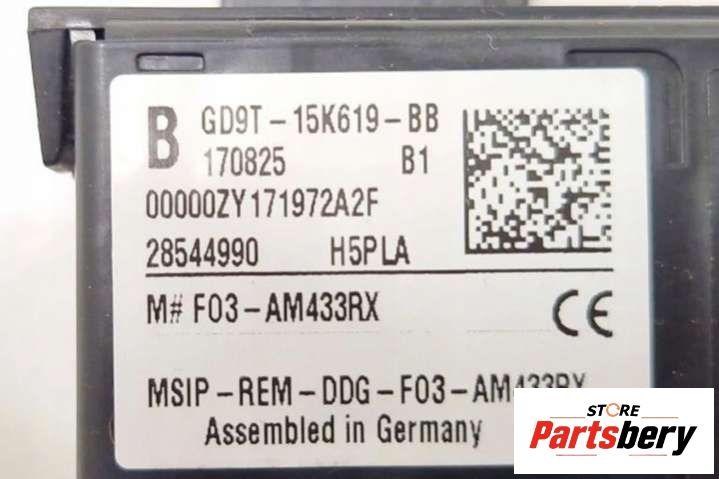 B GD9T-15K619-BB
170825 B1
00000ZY171972A2F
28544990 H5PLA
M# F03-AM433RX
CE
MSIP-REM-DDG-F03-AM433RX
Assembled in Germany
STORE
Partsbery